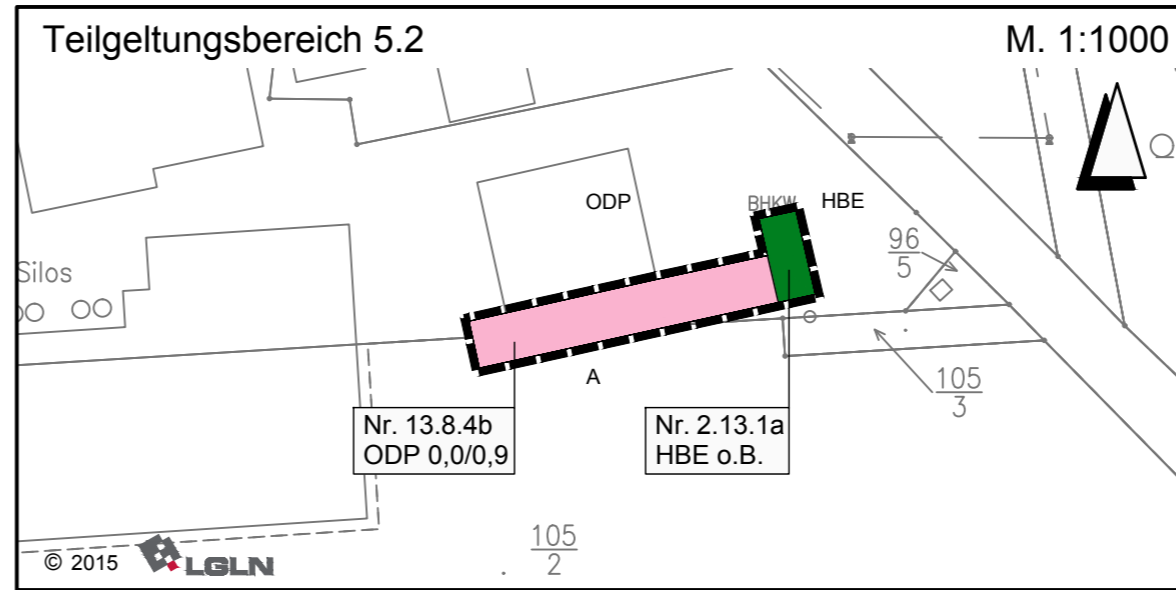 Teilgeltungsbereich 5.2
M. 1:1000
ODP
BHKW
HBE
96
5
Silos
A
105
3
Nr. 13.8.4b
ODP 0,0/0,9
Nr. 2.13.1a
HBE o.B.
105
2
© 2015
LGLN